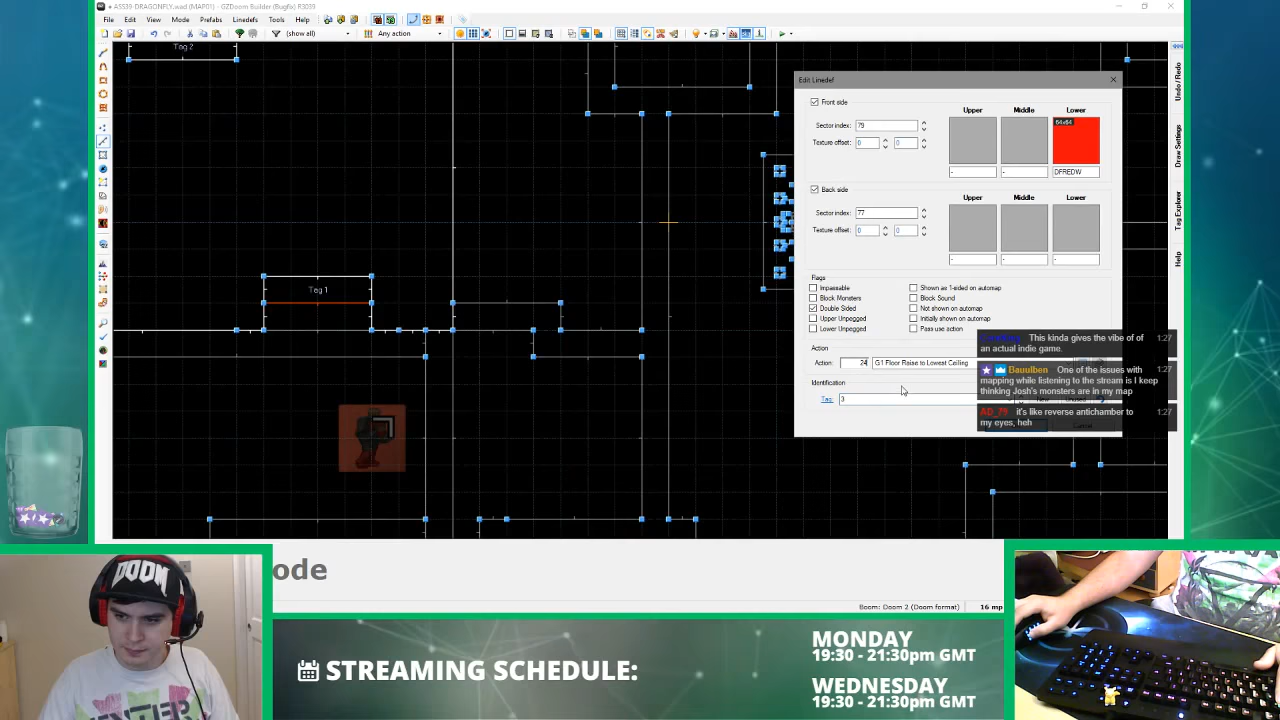 ASS39-DRAGONFLY.wad (MAP01) - GZDoom Builder (Bugfix) R3039
File Edit View Mode Prefabs Linedefs Tools Help
(show all) Any action
Tag 2
Tag 1
Edit Linedef
Front side
Upper Middle Lower
Sector index: 79
Texture offset: 0 0
64x64
- - DFREDW
Back side
Upper Middle Lower
Sector index: 77
Texture offset: 0 0
- - -
Flags
Impassable
Block Monsters
Double Sided
Upper Unpegged
Lower Unpegged
Shown as 1-sided on automap
Block Sound
Not shown on automap
Initially shown on automap
Pass use action
Action
Action: 24 G1 Floor Raise to Lowest Ceiling
Identification
Tag: 3
This kinda gives the vibe of of
an actual indie game.
1:27
Bauulben One of the issues with
mapping while listening to the stream is I keep
thinking Josh's monsters are in my map
1:27
AD_79 it's like reverse antichamber to
my eyes, heh
1:27
Undo / Redo
Draw Settings
Tag Explorer
Help
ode
Boom: Doom 2 (Doom format) 16 mp
DOOM
STREAMING SCHEDULE:
MONDAY
19:30 - 21:30pm GMT
WEDNESDAY
19:30 - 21:30pm GMT